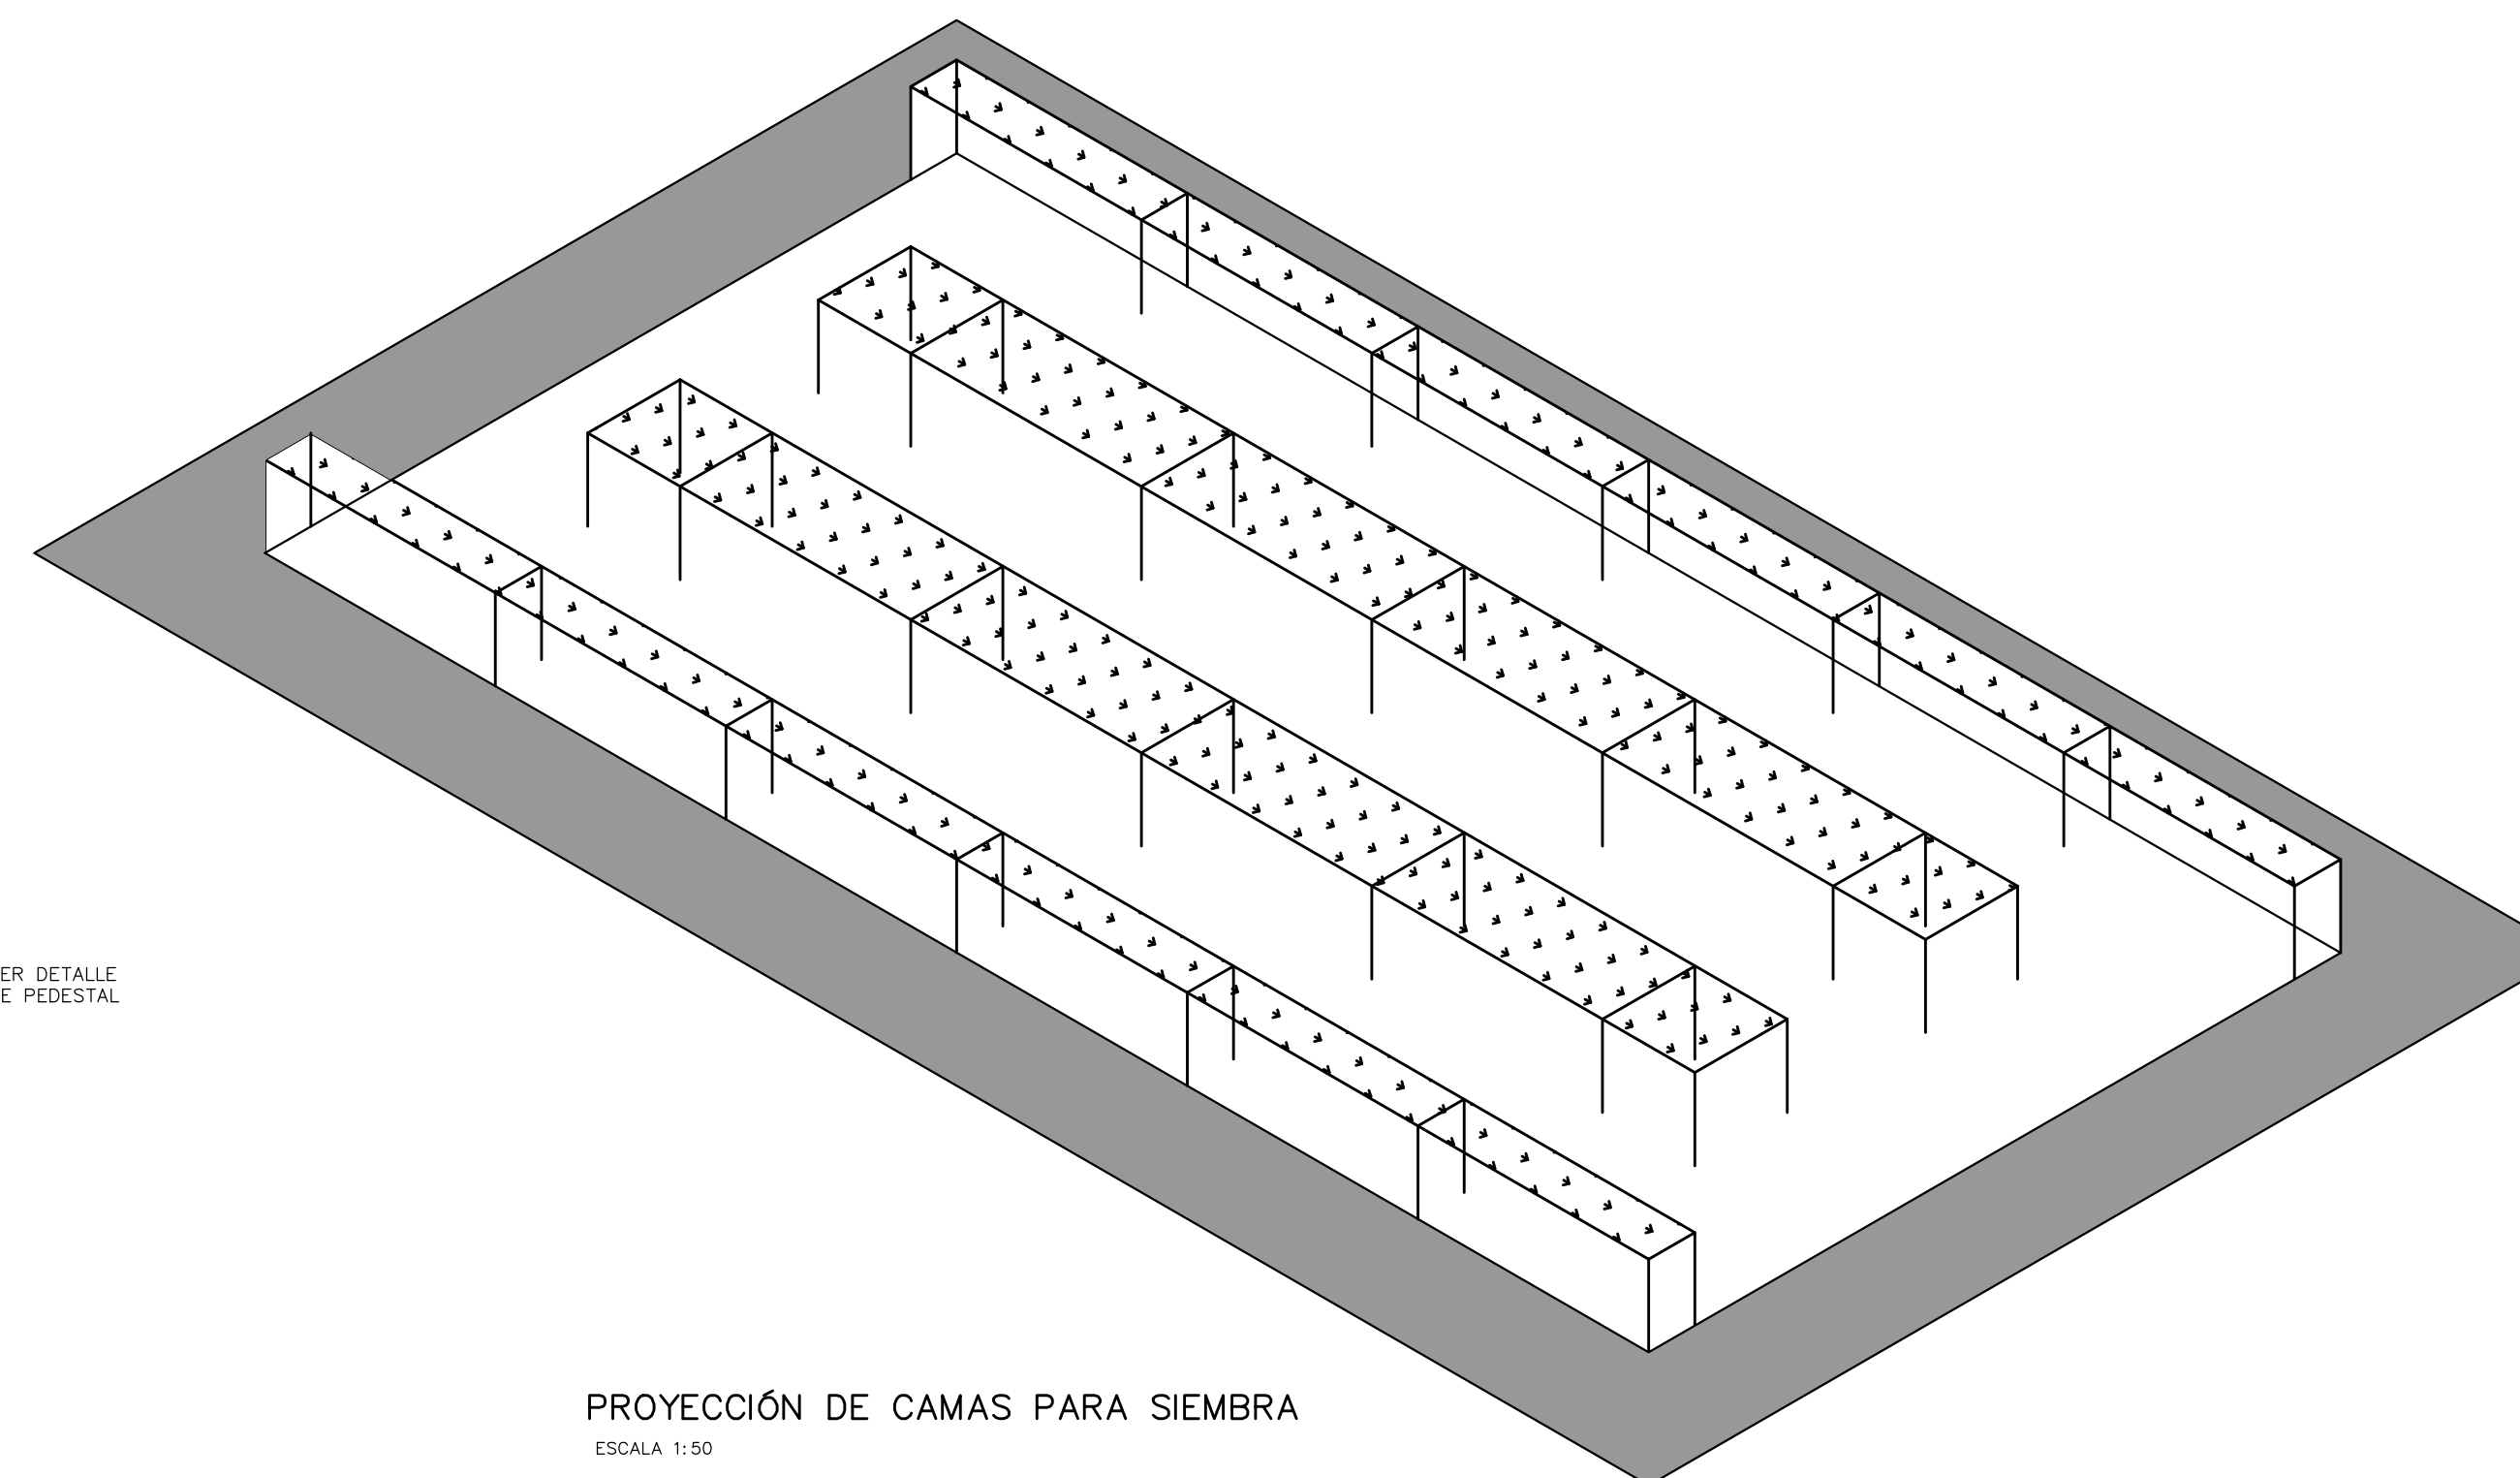 ER DETALLE
E PEDESTAL
PROYECCIÓN DE CAMAS PARA SIEMBRA
ESCALA 1:50